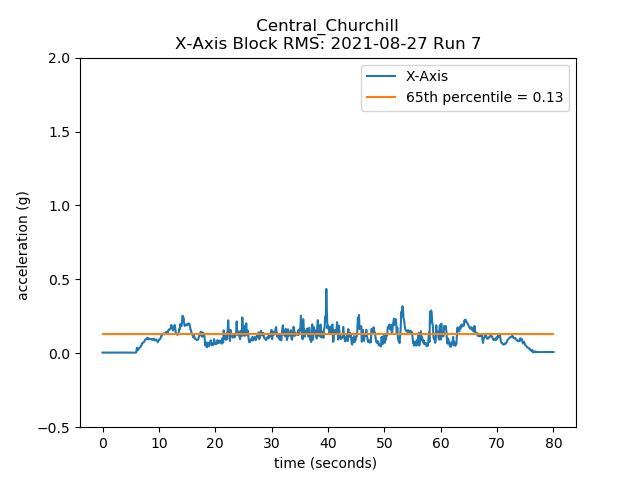 Central_Churchill
X-Axis Block RMS: 2021-08-27 Run 7
X-Axis
65th percentile = 0.13
2.0
1.5
1.0
0.5
0.0
−0.5
acceleration (g)
0 10 20 30 40 50 60 70 80
time (seconds)